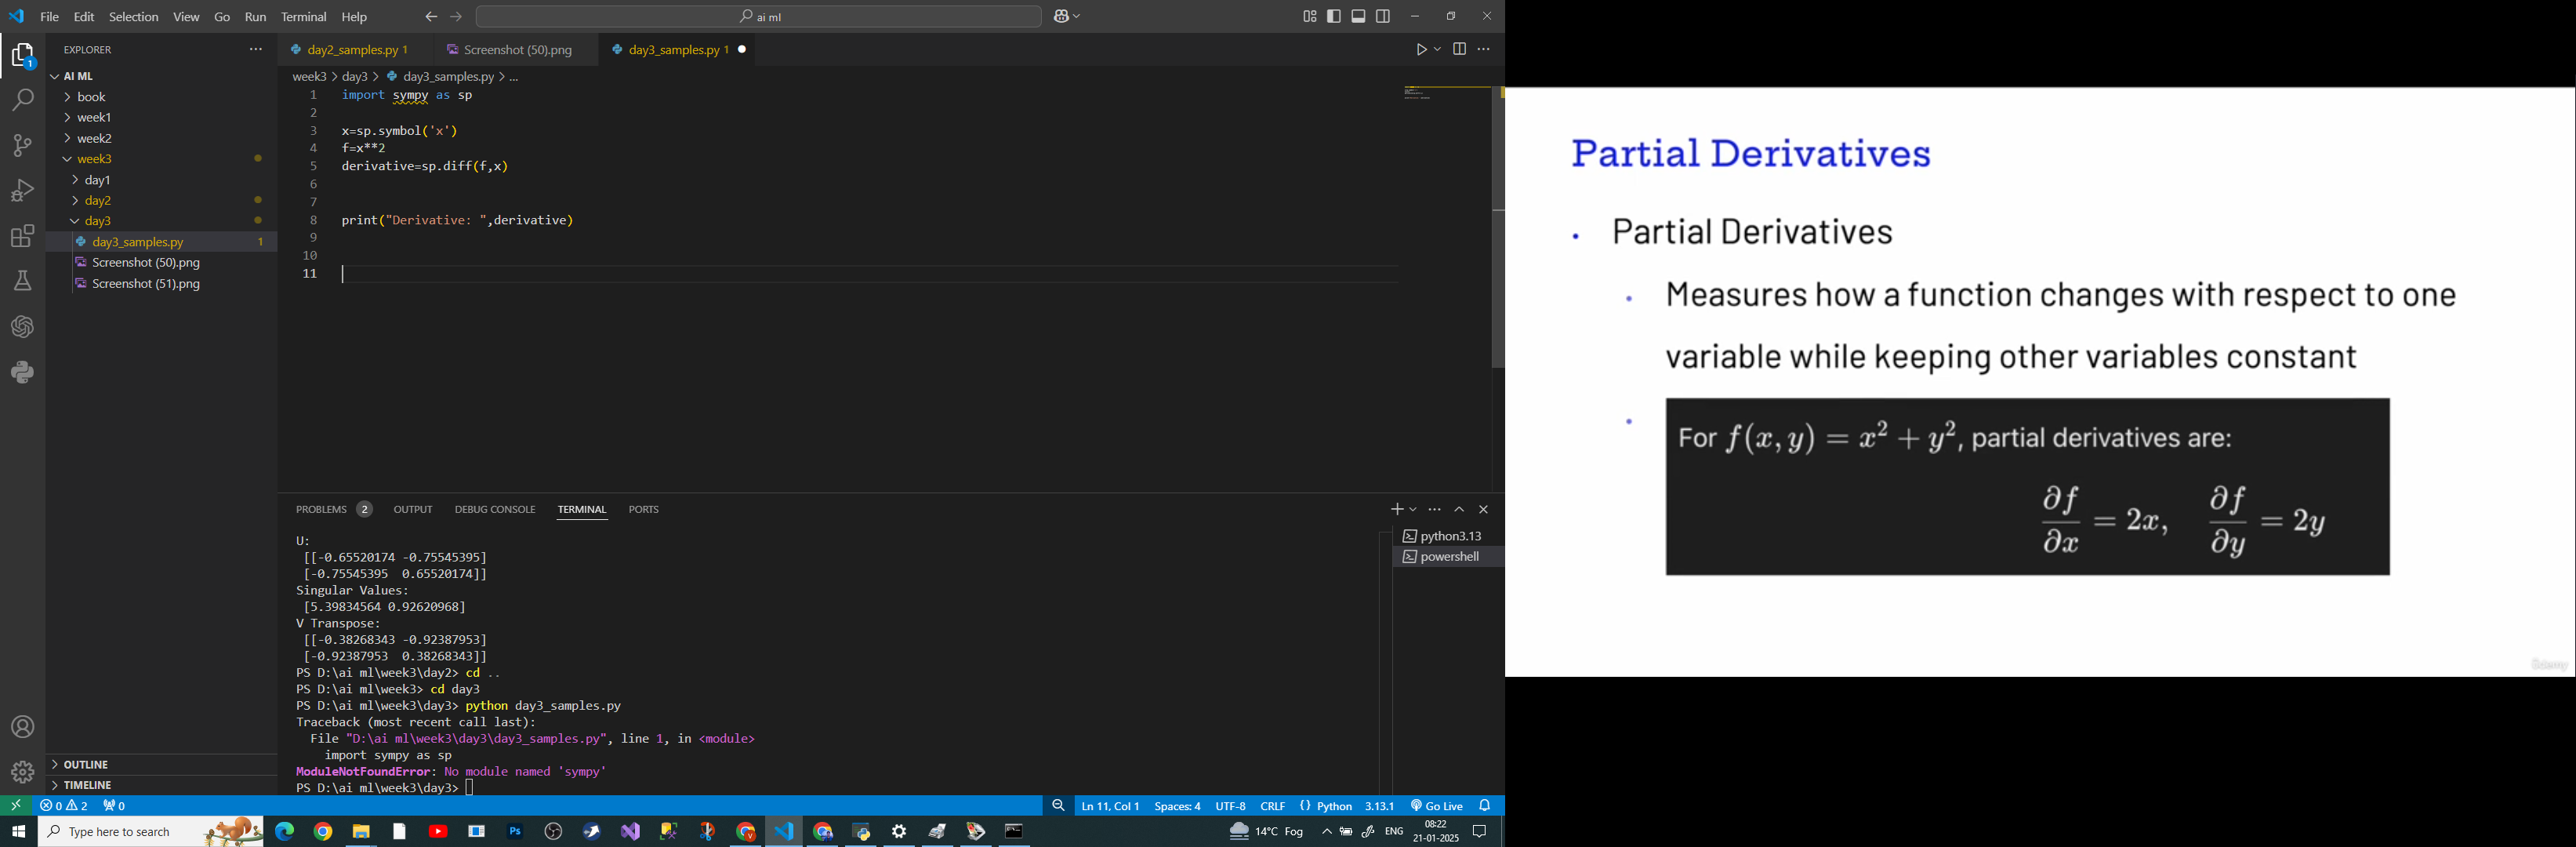 File Edit Selection View Go Run Terminal Help
ai ml
EXPLORER
AI ML
book
week1
week2
week3
day1
day2
day3
day3_samples.py 1
Screenshot (50).png
Screenshot (51).png
OUTLINE
TIMELINE
day2_samples.py 1 Screenshot (50).png day3_samples.py 1
week3 > day3 > day3_samples.py > ...
1 import sympy as sp
2
3 x=sp.symbol('x')
4 f=x**2
5 derivative=sp.diff(f,x)
6
7
8 print("Derivative: ",derivative)
9
10
11
PROBLEMS 2 OUTPUT DEBUG CONSOLE TERMINAL PORTS
U:
[[-0.65520174 -0.75545395]
[-0.75545395 0.65520174]]
Singular Values:
[5.39834564 0.92620968]
V Transpose:
[[-0.38268343 -0.92387953]
[-0.92387953 0.38268343]]
PS D:\ai ml\week3\day2> cd ..
PS D:\ai ml\week3> cd day3
PS D:\ai ml\week3\day3> python day3_samples.py
Traceback (most recent call last):
File "D:\ai ml\week3\day3\day3_samples.py", line 1, in <module>
import sympy as sp
ModuleNotFoundError: No module named 'sympy'
PS D:\ai ml\week3\day3>
python3.13
powershell
0 2 0
Ln 11, Col 1 Spaces: 4 UTF-8 CRLF {} Python 3.13.1 Go Live
1
Type here to search
Ps
14°C Fog
ENG
08:22
21-01-2025
Partial Derivatives
• Partial Derivatives
• Measures how a function changes with respect to one
variable while keeping other variables constant
• For f(x, y) = x² + y², partial derivatives are:
∂f/∂x = 2x, ∂f/∂y = 2y
Udemy